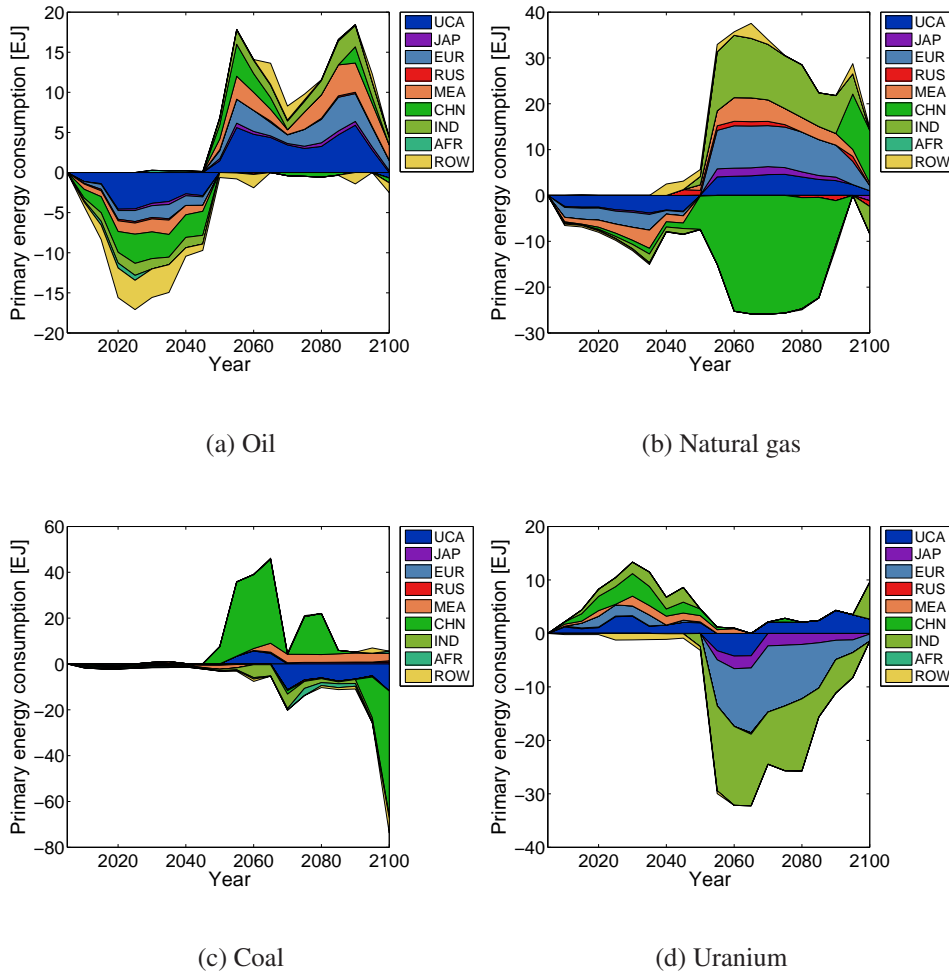 20
15
10
5
0
−5
−10
−15
−20
Primary energy consumption [EJ]
2020 2040 2060 2080 2100
Year
UCA
JAP
EUR
RUS
MEA
CHN
IND
AFR
ROW
(a) Oil
40
30
20
10
0
−10
−20
−30
Primary energy consumption [EJ]
2020 2040 2060 2080 2100
Year
UCA
JAP
EUR
RUS
MEA
CHN
IND
AFR
ROW
(b) Natural gas
60
40
20
0
−20
−40
−60
−80
Primary energy consumption [EJ]
2020 2040 2060 2080 2100
Year
UCA
JAP
EUR
RUS
MEA
CHN
IND
AFR
ROW
(c) Coal
20
10
0
−10
−20
−30
−40
Primary energy consumption [EJ]
2020 2040 2060 2080 2100
Year
UCA
JAP
EUR
RUS
MEA
CHN
IND
AFR
ROW
(d) Uranium